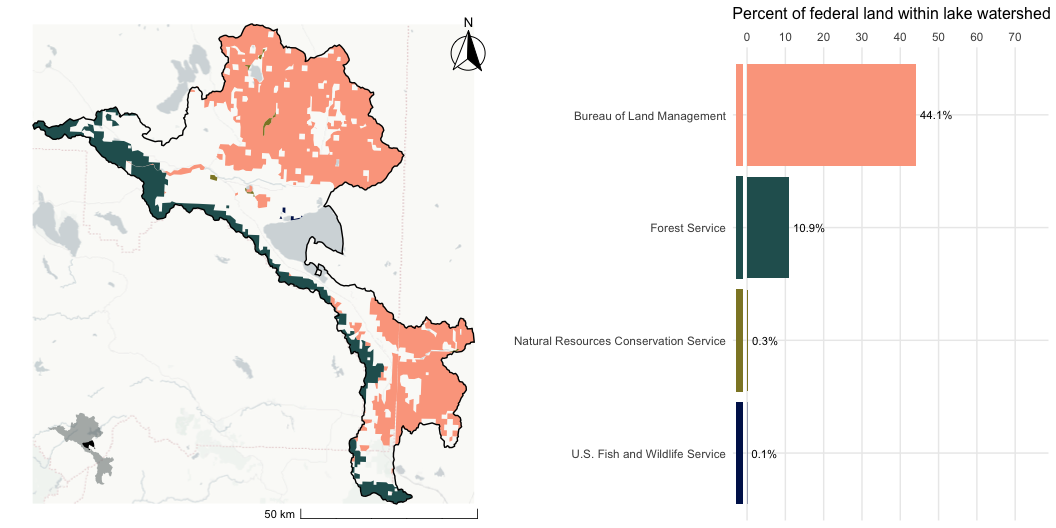 N
50 km
Percent of federal land within lake watershed
0 10 20 30 40 50 60 70
Bureau of Land Management 44.1%
Forest Service 10.9%
Natural Resources Conservation Service 0.3%
U.S. Fish and Wildlife Service 0.1%